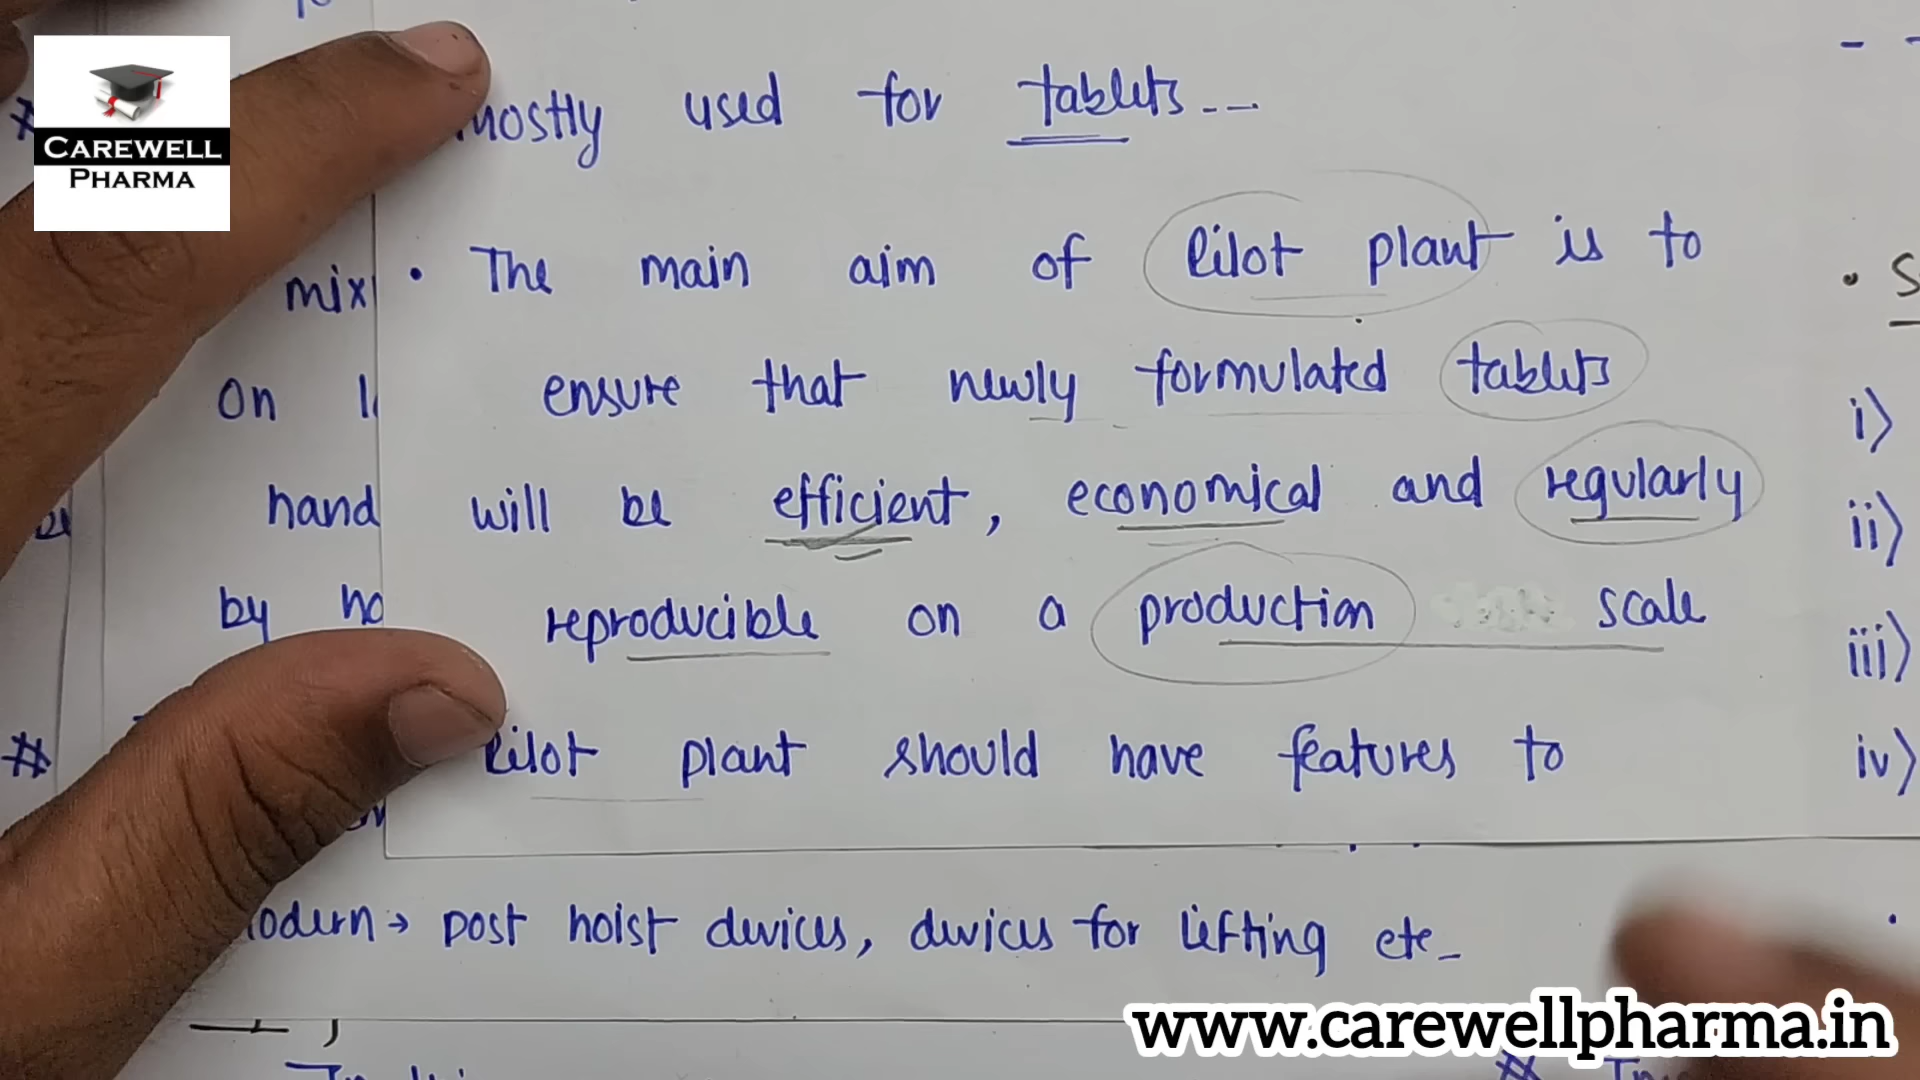 CAREWELL
PHARMA
mostly used for tablets---
• The main aim of Pilot plant is to
ensure that newly formulated tablets
will be efficient, economical and regularly
reproducible on a production scale
Pilot plant should have features to
mix
on
hand
by
#
• S
i)
ii)
iii)
iv)
post hoist devices, devices for lifting etc-
www.carewellpharma.in